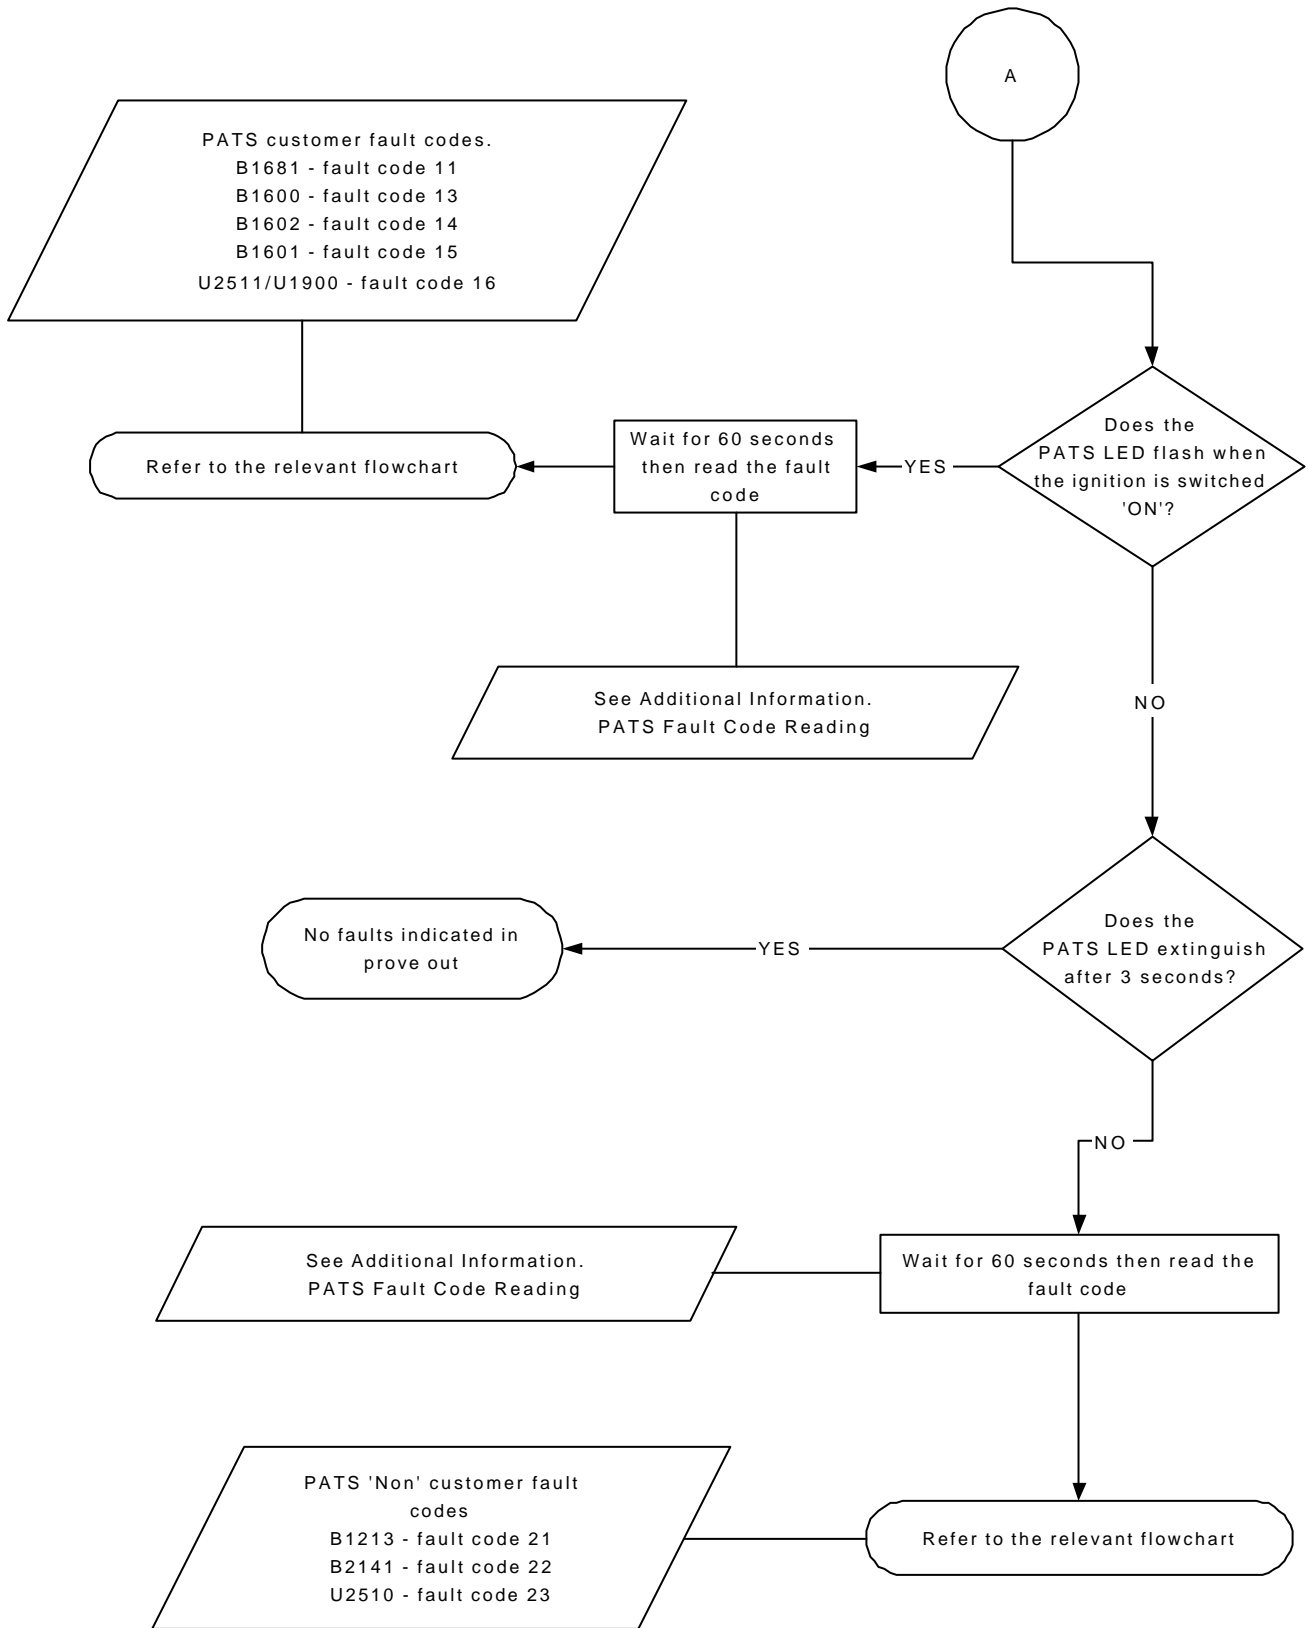 A
PATS customer fault codes.
B1681 - fault code 11
B1600 - fault code 13
B1602 - fault code 14
B1601 - fault code 15
U2511/U1900 - fault code 16
Refer to the relevant flowchart
Wait for 60 seconds
then read the fault
code
YES
Does the
PATS LED flash when
the ignition is switched
'ON'?
See Additional Information.
PATS Fault Code Reading
NO
No faults indicated in
prove out
YES
Does the
PATS LED extinguish
after 3 seconds?
NO
See Additional Information.
PATS Fault Code Reading
Wait for 60 seconds then read the
fault code
PATS 'Non' customer fault
codes
B1213 - fault code 21
B2141 - fault code 22
U2510 - fault code 23
Refer to the relevant flowchart